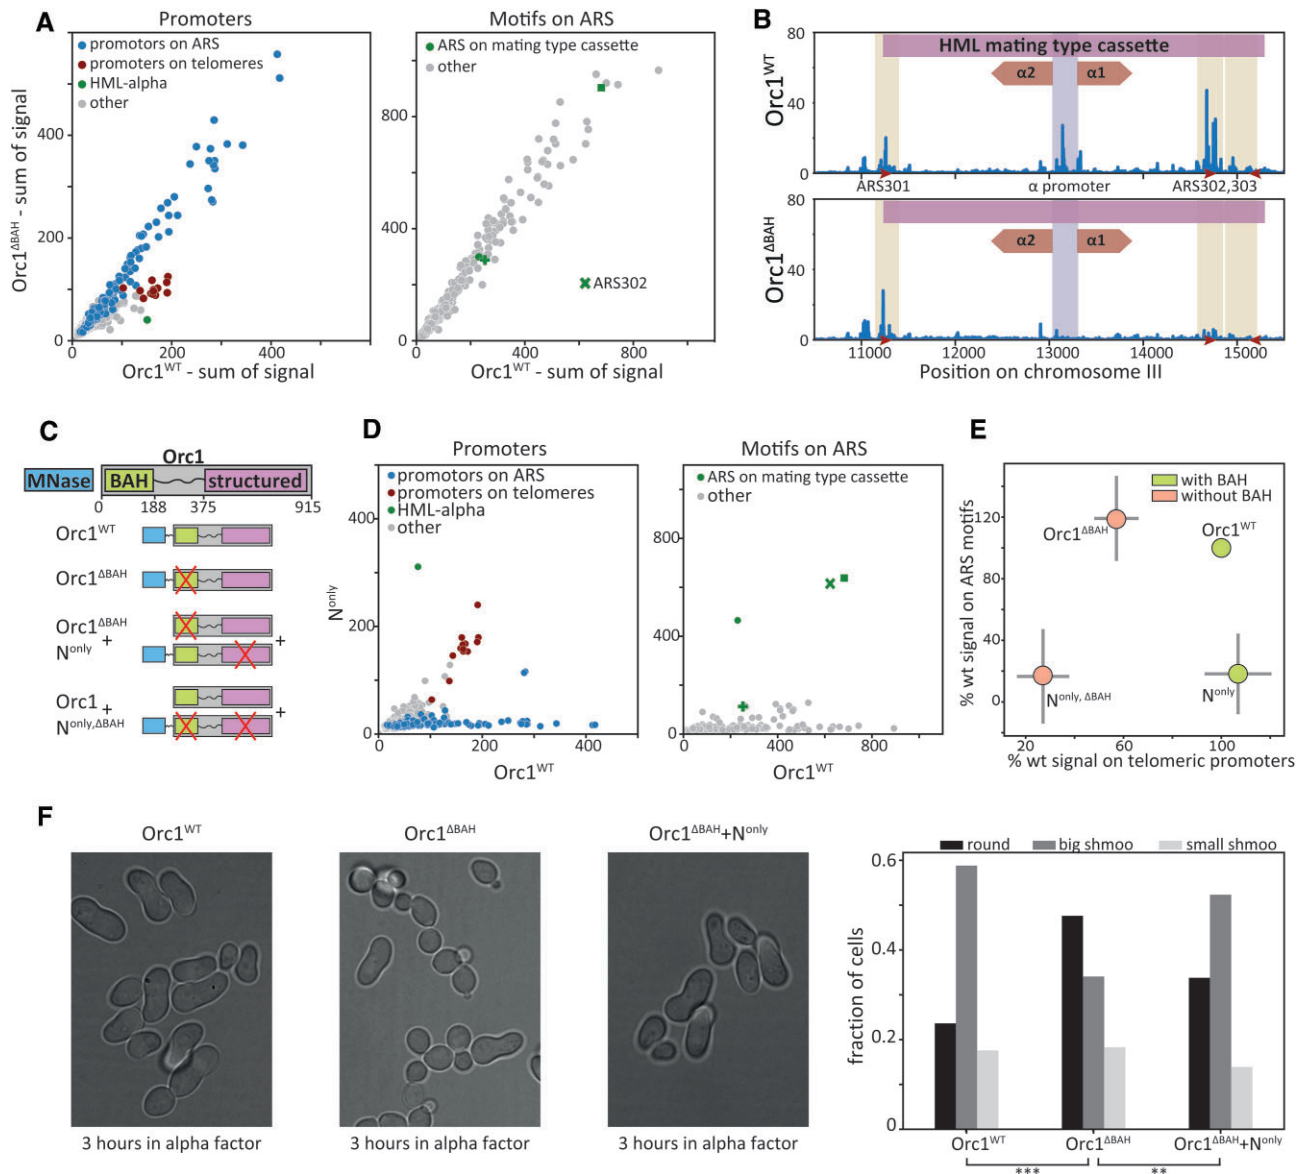 A
Promoters
promotors on ARS
promoters on telomeres
HML-alpha
other
Orc1ΔBAH - sum of signal
400
200
0
0
200
400
Orc1WT - sum of signal
Motifs on ARS
ARS on mating type cassette
other
800
400
0
ARS302
0
200
400
600
800
Orc1WT - sum of signal
B
80
40
0
Orc1WT
HML mating type cassette
α2
α1
ARS301
α promoter
ARS302,303
80
40
0
Orc1ΔBAH
α2
α1
11000
12000
13000
14000
15000
Position on chromosome III
C
Orc1
MNase
BAH
structured
0
188
375
915
Orc1WT
Orc1ΔBAH
Orc1ΔBAH
+
Nonly
+
Orc1
+
Nonly,ΔBAH
+
D
Promoters
promotors on ARS
promoters on telomeres
HML-alpha
other
Nonly
400
200
0
0
200
400
Orc1WT
Motifs on ARS
ARS on mating type cassette
other
800
400
0
0
200
400
600
800
Orc1WT
E
with BAH
without BAH
% wt signal on ARS motifs
120
80
40
0
Orc1ΔBAH
Orc1WT
Nonly, ΔBAH
Nonly
20
60
100
% wt signal on telomeric promoters
F
Orc1WT
3 hours in alpha factor
Orc1ΔBAH
3 hours in alpha factor
Orc1ΔBAH+Nonly
3 hours in alpha factor
round
big shmoo
small shmoo
fraction of cells
0.6
0.4
0.2
0
Orc1WT
Orc1ΔBAH
Orc1ΔBAH+Nonly
***
**